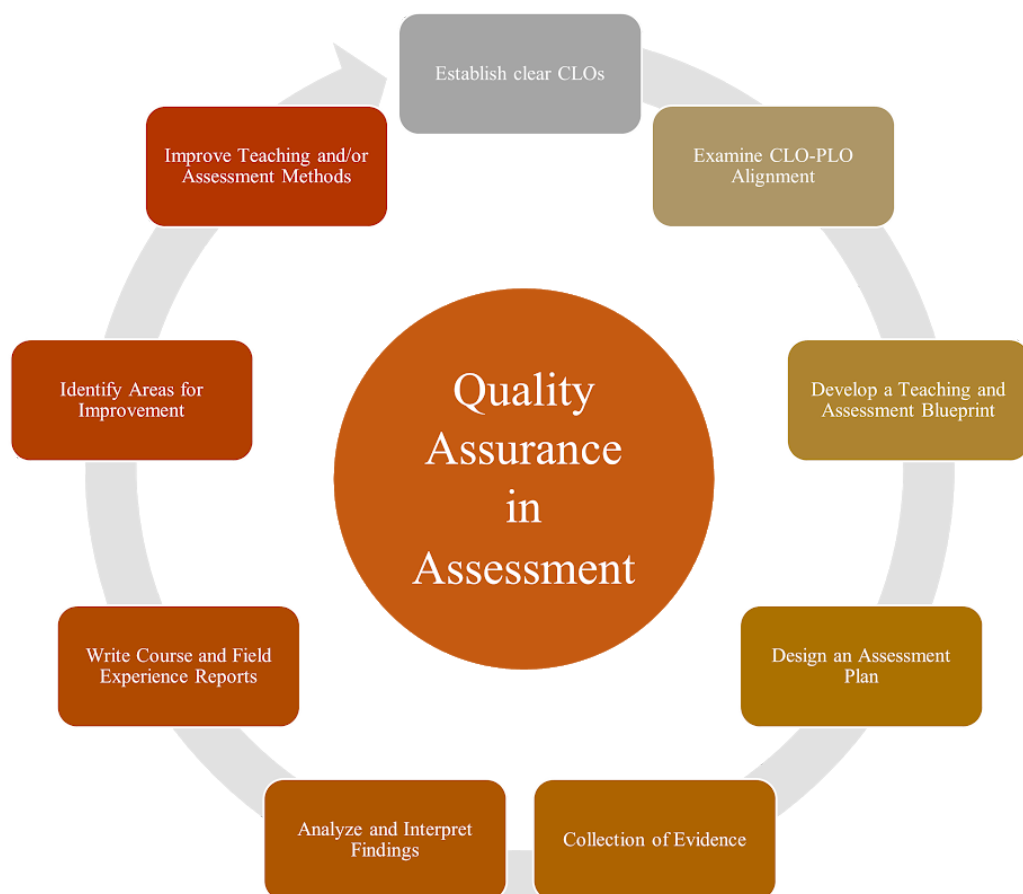 Establish clear CLOs
Examine CLO-PLO
Alignment
Develop a Teaching and
Assessment Blueprint
Design an Assessment
Plan
Collection of Evidence
Analyze and Interpret
Findings
Write Course and Field
Experience Reports
Identify Areas for
Improvement
Improve Teaching and/or
Assessment Methods
Quality
Assurance
in
Assessment